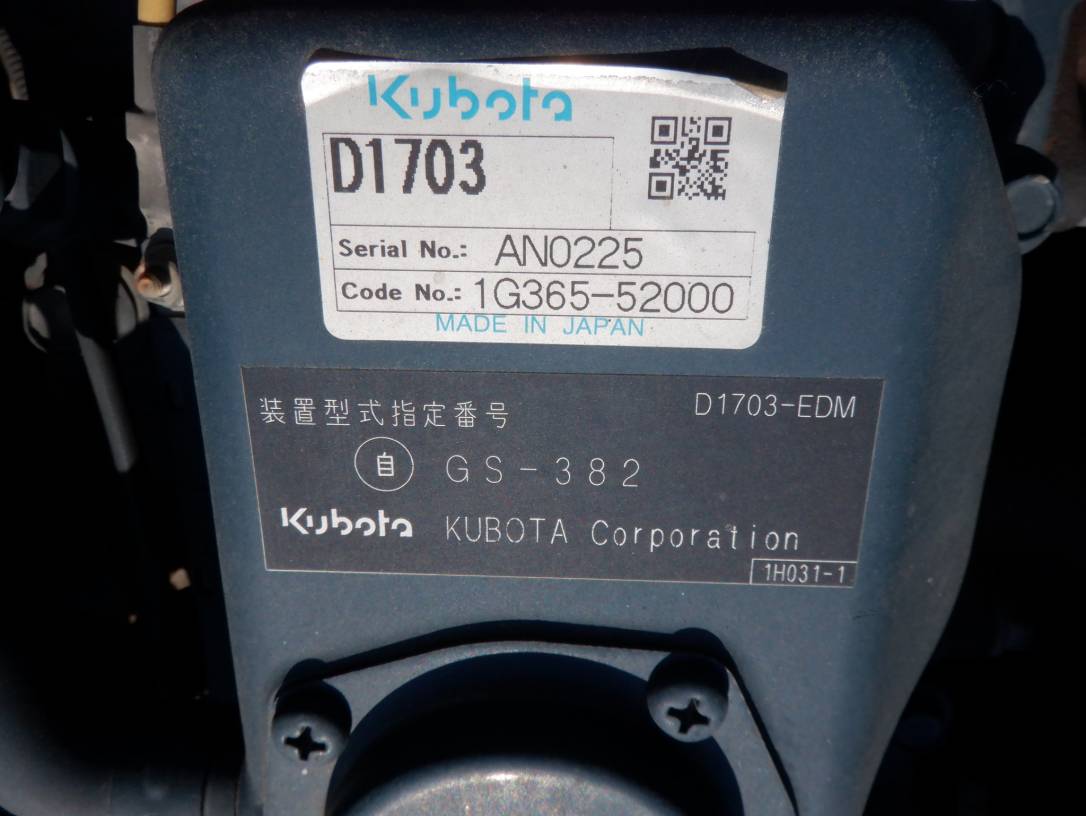 Kubota
D1703
Serial No.: AN0225
Code No.: 1G365-52000
MADE IN JAPAN
装置型式指定番号 D1703-EDM
自 GS-382
Kubota KUBOTA Corporation
1H031-1